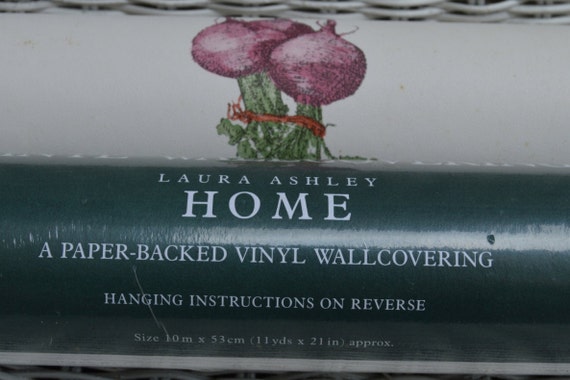 LAURA ASHLEY
HOME
A PAPER-BACKED VINYL WALLCOVERING
HANGING INSTRUCTIONS ON REVERSE
Size 10m x 53cm (11yds x 21in) approx.